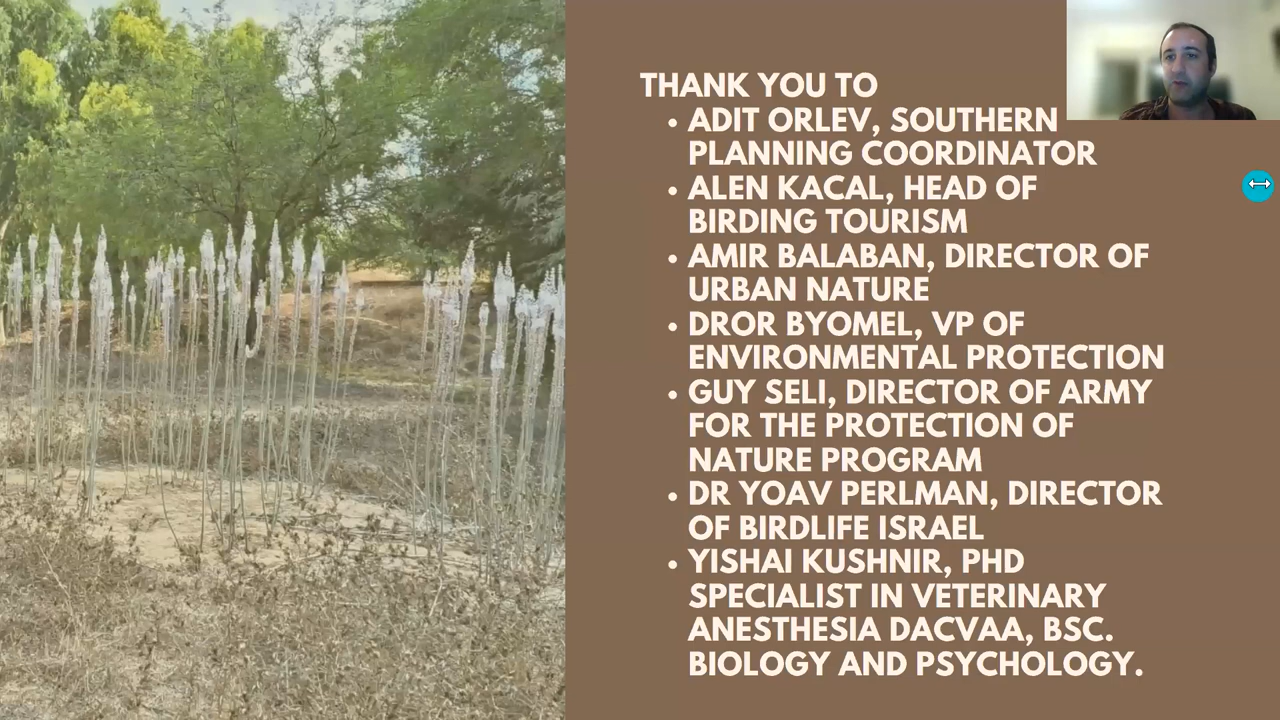 THANK YOU TO
• ADIT ORLEV, SOUTHERN
PLANNING COORDINATOR
• ALEN KACAL, HEAD OF
BIRDING TOURISM
• AMIR BALABAN, DIRECTOR OF
URBAN NATURE
• DROR BYOMEL, VP OF
ENVIRONMENTAL PROTECTION
• GUY SELI, DIRECTOR OF ARMY
FOR THE PROTECTION OF
NATURE PROGRAM
• DR YOAV PERLMAN, DIRECTOR
OF BIRDLIFE ISRAEL
• YISHAI KUSHNIR, PHD
SPECIALIST IN VETERINARY
ANESTHESIA DACVAA, BSC.
BIOLOGY AND PSYCHOLOGY.